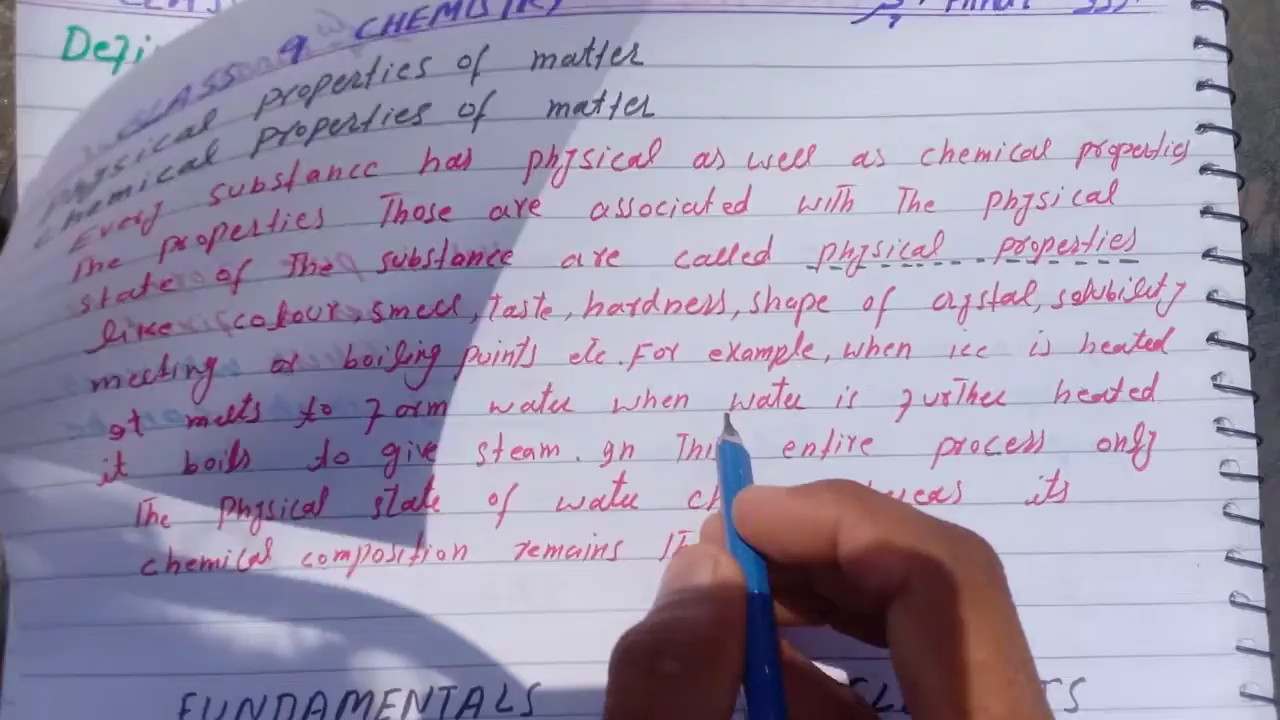 Defi
CLASS 9 CHEMISTRY
physical properties of matter
chemical properties of matter
Every substance has physical as well as chemical properties
The properties Those are associated with The physical
state of The substance are called physical properties
like colour, smell, taste, hardness, shape of crystal, solubility
melting or boiling points etc. For example, when ice is heated
it melts to form water when water is further heated
it boils to give steam. In This entire process only
The physical state of water ch whereas its
chemical composition remains
FUNDAMENTALS